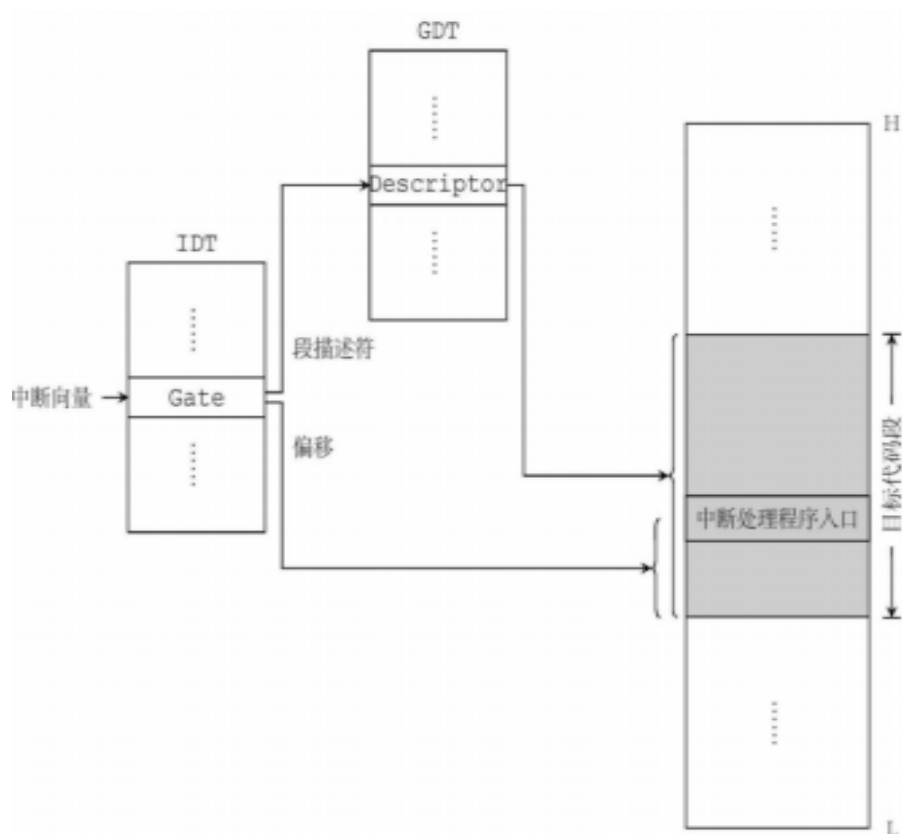 GDT
H
Descriptor
IDT
段描述符
中断向量
Gate
偏移
目标代码段
中断处理程序入口
L